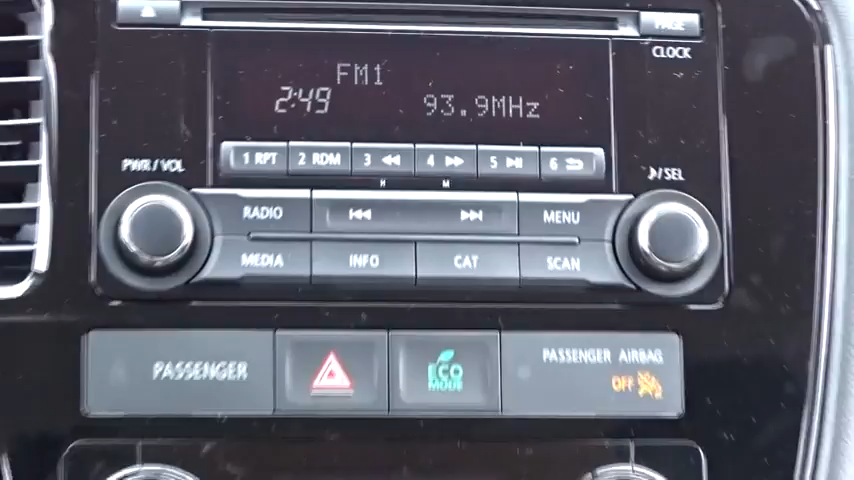 PAGE
CLOCK
FM1
2:49
93.9MHz
PWR/VOL
1 RPT
2 RDM
3
4
5
6
H
M
♪/SEL
RADIO
MENU
MEDIA
INFO
CAT
SCAN
PASSENGER
ECO
MODE
PASSENGER AIRBAG
OFF